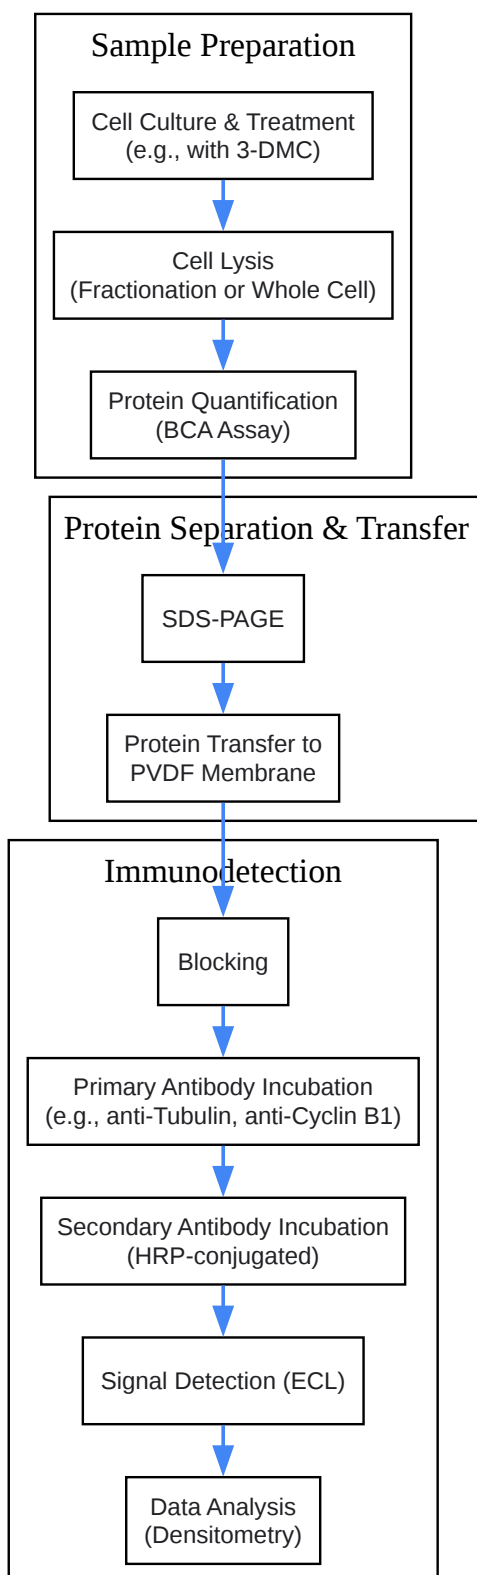 Sample Preparation
Cell Culture & Treatment
(e.g., with 3-DMC)
Cell Lysis
(Fractionation or Whole Cell)
Protein Quantification
(BCA Assay)
Protein Separation & Transfer
SDS-PAGE
Protein Transfer to
PVDF Membrane
Immunodetection
Blocking
Primary Antibody Incubation
(e.g., anti-Tubulin, anti-Cyclin B1)
Secondary Antibody Incubation
(HRP-conjugated)
Signal Detection (ECL)
Data Analysis
(Densitometry)